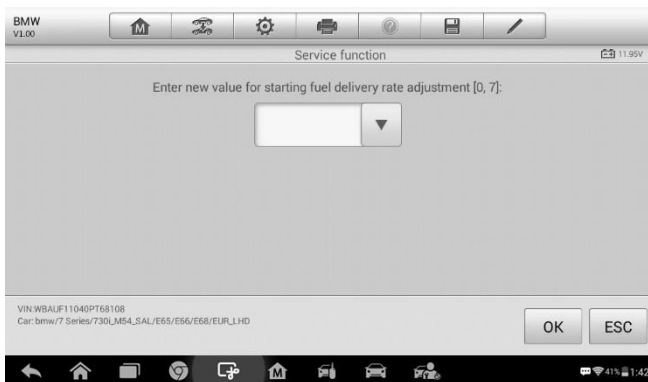 BMW
V1.00
Service function
11.95V
Enter new value for starting fuel delivery rate adjustment [0, 7]:
VIN:WBAUF11040PT68108
Car: bmw/7 Series/730i_M54_SAL/E65/E66/E68/EUR_LHD
OK
ESC
41%
1:42